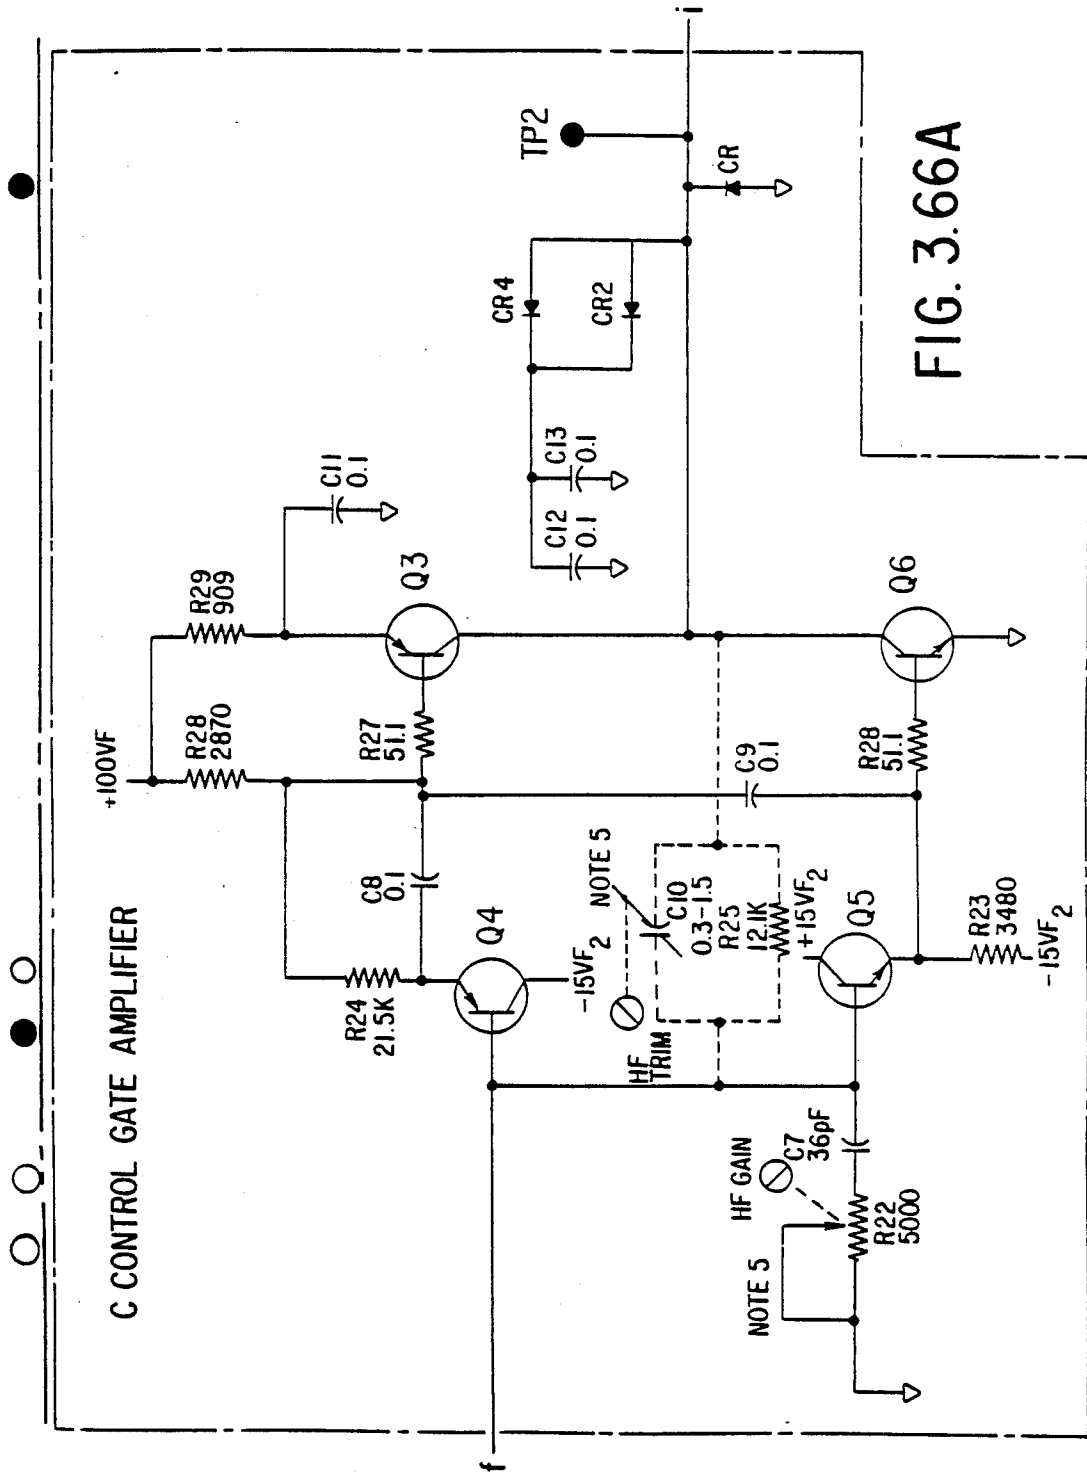 C CONTROL GATE AMPLIFIER
+100VF
R28
2870
R29
909
C11
0.1
R24
21.5K
C8
0.1
R27
51.1
Q3
Q4
-15VF2
C12
0.1
C13
0.1
CR4
CR2
TP2
CR
i
f
HF
TRIM
NOTE 5
C10
0.3-1.5
R25
12.1K
+15VF2
C9
0.1
Q5
R28
51.1
Q6
R23
3480
-15VF2
HF GAIN
C7
36pF
NOTE 5
R22
5000
FIG. 3.66A